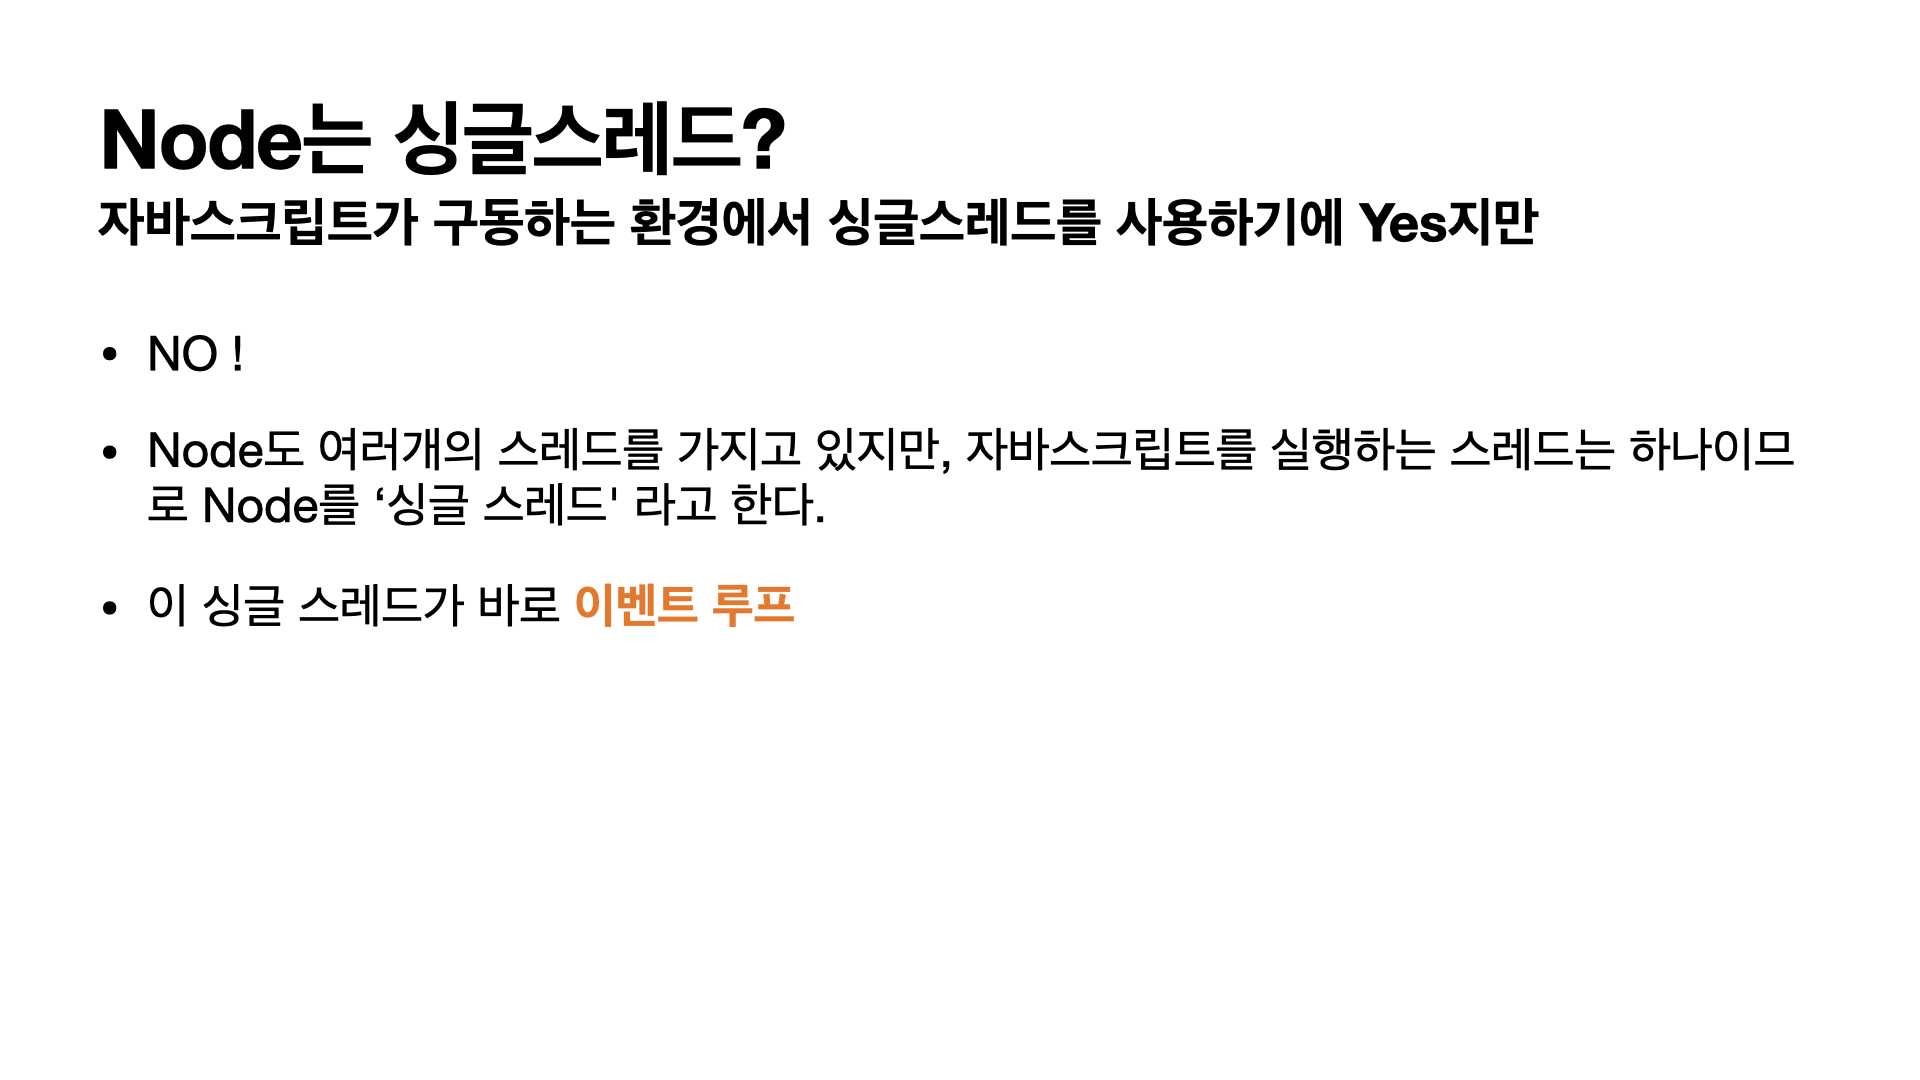 Node는 싱글스레드?
자바스크립트가 구동하는 환경에서 싱글스레드를 사용하기에 Yes지만
• NO !
• Node도 여러개의 스레드를 가지고 있지만, 자바스크립트를 실행하는 스레드는 하나이므
로 Node를 ‘싱글 스레드' 라고 한다.
• 이 싱글 스레드가 바로 이벤트 루프